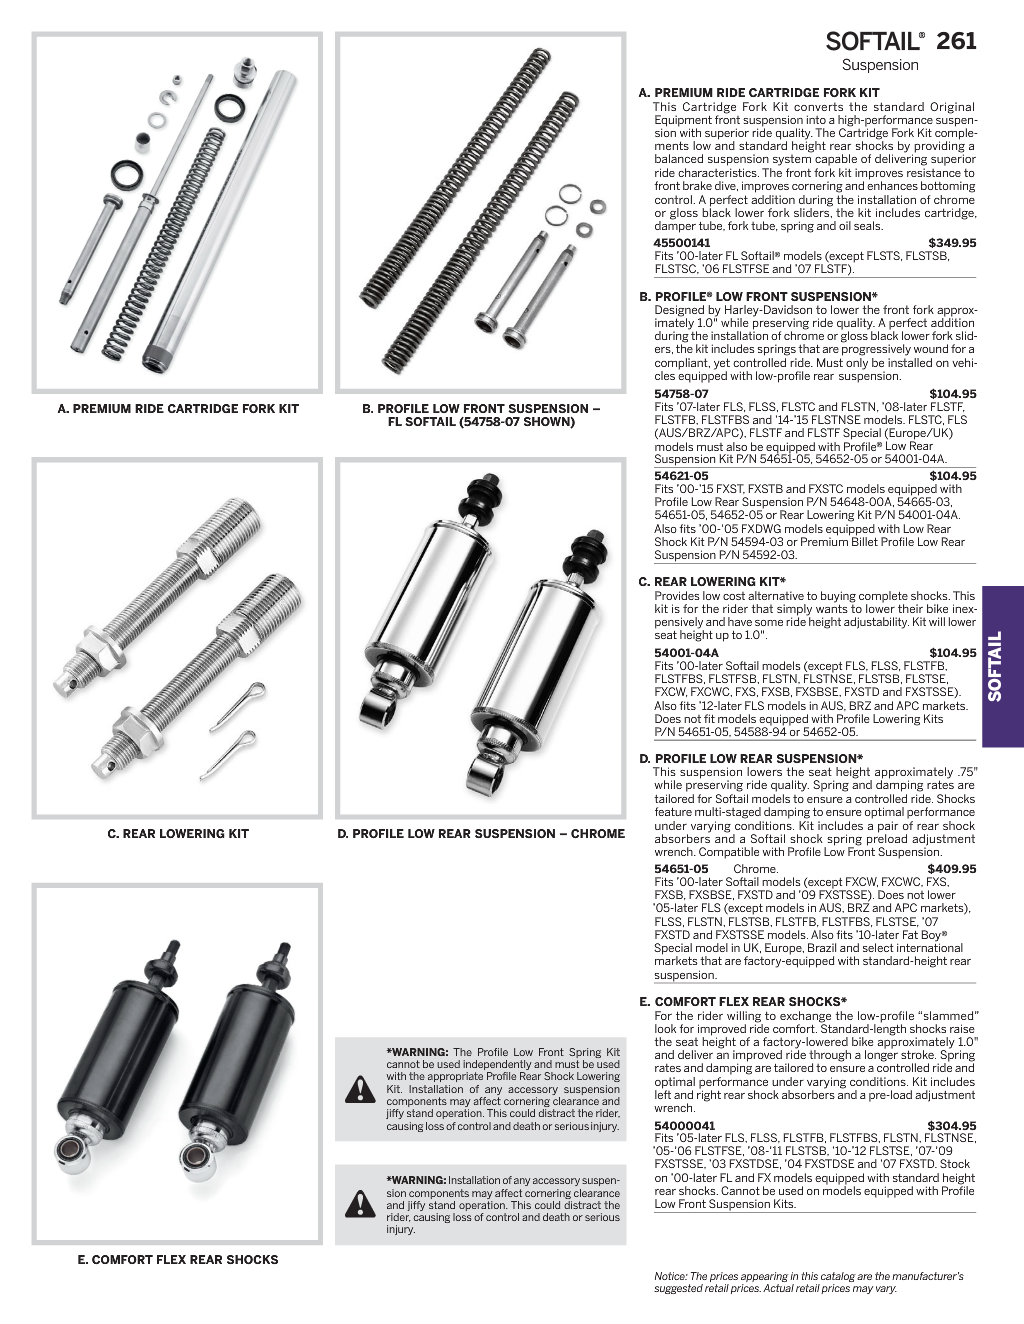 SOFTAIL® 261
Suspension
A. PREMIUM RIDE CARTRIDGE FORK KIT
B. PROFILE LOW FRONT SUSPENSION –
FL SOFTAIL (54758-07 SHOWN)
C. REAR LOWERING KIT
D. PROFILE LOW REAR SUSPENSION – CHROME
E. COMFORT FLEX REAR SHOCKS
*WARNING: The Profile Low Front Spring Kit
cannot be used independently and must be used
with the appropriate Profile Rear Shock Lowering
Kit. Installation of any accessory suspension
components may affect cornering clearance and
jiffy stand operation. This could distract the rider,
causing loss of control and death or serious injury.
*WARNING: Installation of any accessory suspen-
sion components may affect cornering clearance
and jiffy stand operation. This could distract the
rider, causing loss of control and death or serious
injury.
A. PREMIUM RIDE CARTRIDGE FORK KIT
This Cartridge Fork Kit converts the standard Original
Equipment front suspension into a high-performance suspen-
sion with superior ride quality. The Cartridge Fork Kit comple-
ments low and standard height rear shocks by providing a
balanced suspension system capable of delivering superior
ride characteristics. The front fork kit improves resistance to
front brake dive, improves cornering and enhances bottoming
control. A perfect addition during the installation of chrome
or gloss black lower fork sliders, the kit includes cartridge,
damper tube, fork tube, spring and oil seals.
45500141 $349.95
Fits ’00-later FL Softail® models (except FLSTS, FLSTSB,
FLSTSC, ’06 FLSTFSE and ’07 FLSTF).
B. PROFILE® LOW FRONT SUSPENSION*
Designed by Harley-Davidson to lower the front fork approx-
imately 1.0" while preserving ride quality. A perfect addition
during the installation of chrome or gloss black lower fork slid-
ers, the kit includes springs that are progressively wound for a
compliant, yet controlled ride. Must only be installed on vehi-
cles equipped with low-profile rear suspension.
54758-07 $104.95
Fits ’07-later FLS, FLSS, FLSTC and FLSTN, ’08-later FLSTF,
FLSTFB, FLSTFBS and ’14-’15 FLSTNSE models. FLSTC, FLS
(AUS/BRZ/APC), FLSTF and FLSTF Special (Europe/UK)
models must also be equipped with Profile® Low Rear
Suspension Kit P/N 54651-05, 54652-05 or 54001-04A.
54621-05 $104.95
Fits ’00-’15 FXST, FXSTB and FXSTC models equipped with
Profile Low Rear Suspension P/N 54648-00A, 54665-03,
54651-05, 54652-05 or Rear Lowering Kit P/N 54001-04A.
Also fits ’00-’05 FXDWG models equipped with Low Rear
Shock Kit P/N 54594-03 or Premium Billet Profile Low Rear
Suspension P/N 54592-03.
C. REAR LOWERING KIT*
Provides low cost alternative to buying complete shocks. This
kit is for the rider that simply wants to lower their bike inex-
pensively and have some ride height adjustability. Kit will lower
seat height up to 1.0".
54001-04A $104.95
Fits ’00-later Softail models (except FLS, FLSS, FLSTFB,
FLSTFBS, FLSTFSB, FLSTN, FLSTNSE, FLSTSB, FLSTSE,
FXCW, FXCWC, FXS, FXSB, FXSBSE, FXSTD and FXSTSSE).
Also fits ’12-later FLS models in AUS, BRZ and APC markets.
Does not fit models equipped with Profile Lowering Kits
P/N 54651-05, 54588-94 or 54652-05.
D. PROFILE LOW REAR SUSPENSION*
This suspension lowers the seat height approximately .75"
while preserving ride quality. Spring and damping rates are
tailored for Softail models to ensure a controlled ride. Shocks
feature multi-staged damping to ensure optimal performance
under varying conditions. Kit includes a pair of rear shock
absorbers and a Softail shock spring preload adjustment
wrench. Compatible with Profile Low Front Suspension.
54651-05 Chrome. $409.95
Fits ’00-later Softail models (except FXCW, FXCWC, FXS,
FXSB, FXSBSE, FXSTD and ’09 FXSTSSE). Does not lower
’05-later FLS (except models in AUS, BRZ and APC markets),
FLSS, FLSTN, FLSTSB, FLSTFB, FLSTFBS, FLSTSE, ’07
FXSTD and FXSTSSE models. Also fits ’10-later Fat Boy®
Special model in UK, Europe, Brazil and select international
markets that are factory-equipped with standard-height rear
suspension.
E. COMFORT FLEX REAR SHOCKS*
For the rider willing to exchange the low-profile “slammed”
look for improved ride comfort. Standard-length shocks raise
the seat height of a factory-lowered bike approximately 1.0"
and deliver an improved ride through a longer stroke. Spring
rates and damping are tailored to ensure a controlled ride and
optimal performance under varying conditions. Kit includes
left and right rear shock absorbers and a pre-load adjustment
wrench.
54000041 $304.95
Fits ’05-later FLS, FLSS, FLSTFB, FLSTFBS, FLSTN, FLSTNSE,
’05-’06 FLSTFSE, ’08-’11 FLSTSB, ’10-’12 FLSTSE, ’07-’09
FXSTSSE, ’03 FXSTDSE, ’04 FXSTDSE and ’07 FXSTD. Stock
on ’00-later FL and FX models equipped with standard height
rear shocks. Cannot be used on models equipped with Profile
Low Front Suspension Kits.
Notice: The prices appearing in this catalog are the manufacturer’s
suggested retail prices. Actual retail prices may vary.
SOFTAIL